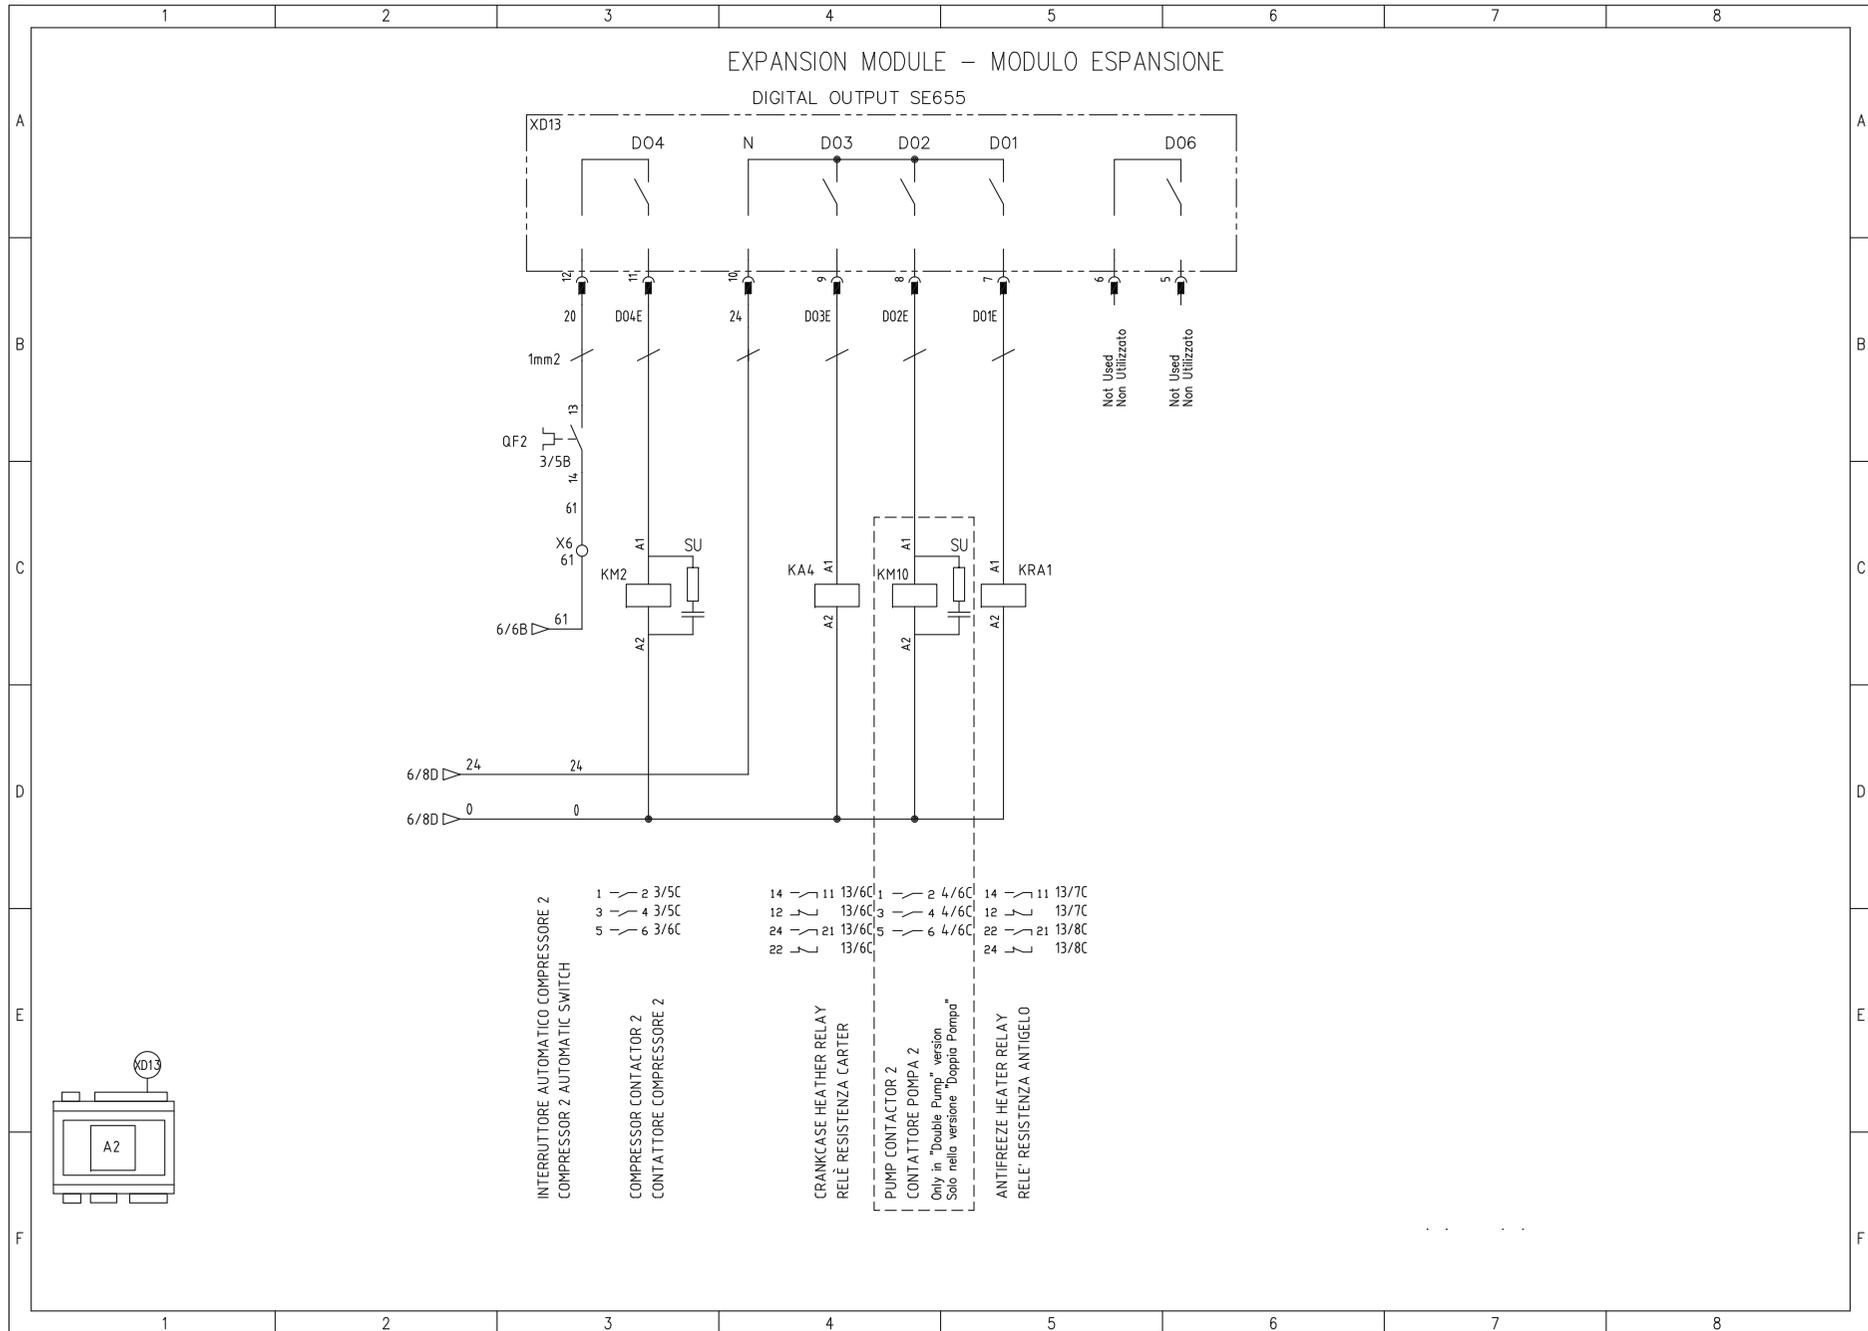 1 2 3 4 5 6 7 8
EXPANSION MODULE – MODULO ESPANSIONE
DIGITAL OUTPUT SE655
A A
XD13
DO4 N DO3 DO2 DO1 DO6
12 11 10 9 8 7 6 5
20 DO4E 24 DO3E DO2E DO1E
B B
1mm2
Not Used
Non Utilizzato
Not Used
Non Utilizzato
13
QF2
3/5B
14
61
X6
61
A1 SU
KM2
A2
A1
KA4
A2
A1 SU
KM10
A2
A1
KRA1
A2
C C
6/6B 61
6/8D 24 24
D D
6/8D 0 0
1 2 3/5C
3 4 3/5C
5 6 3/6C
14 11 13/6C
12 13/6C
24 21 13/6C
22 13/6C
1 2 4/6C
3 4 4/6C
5 6 4/6C
14 11 13/7C
12 13/7C
22 21 13/8C
24 13/8C
INTERRUTTORE AUTOMATICO COMPRESSORE 2
COMPRESSOR 2 AUTOMATIC SWITCH
COMPRESSOR CONTACTOR 2
CONTATTORE COMPRESSORE 2
CRANKCASE HEATHER RELAY
RELÈ RESISTENZA CARTER
PUMP CONTACTOR 2
CONTATTORE POMPA 2
Only in "Double Pump" version
Solo nella versione "Doppia Pompa"
ANTIFREEZE HEATER RELAY
RELE' RESISTENZA ANTIGELO
E E
XD13
A2
F F
1 2 3 4 5 6 7 8